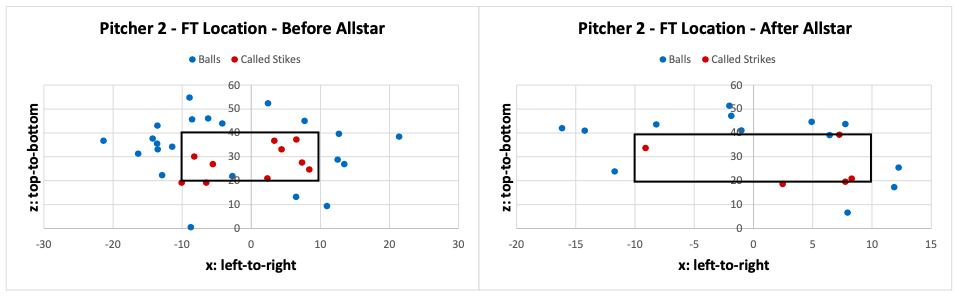 Pitcher 2 - FT Location - Before Allstar
Balls Called Stikes
z: top-to-bottom
60
50
40
30
20
10
0
-30 -20 -10 0 10 20 30
x: left-to-right
Pitcher 2 - FT Location - After Allstar
Balls Called Strikes
z: top-to-bottom
60
50
40
30
20
10
0
-20 -15 -10 -5 0 5 10 15
x: left-to-right